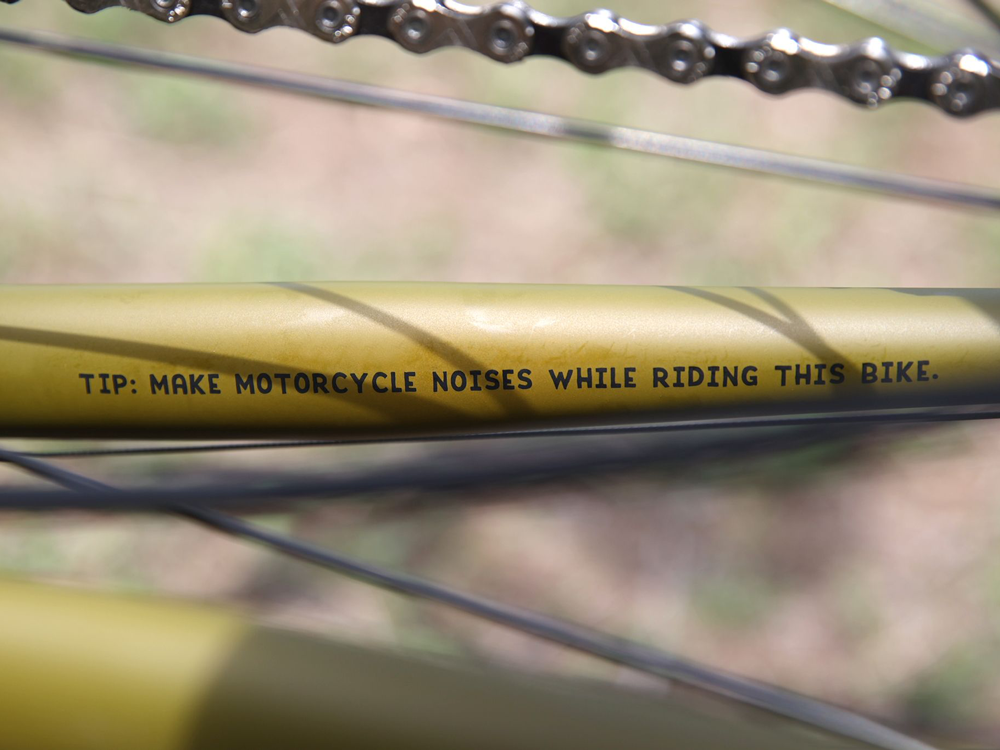 TIP: MAKE MOTORCYCLE NOISES WHILE RIDING THIS BIKE.